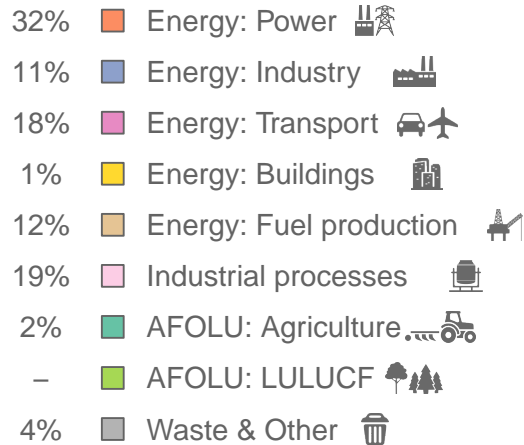 32% Energy: Power
11% Energy: Industry
18% Energy: Transport
1% Energy: Buildings
12% Energy: Fuel production
19% Industrial processes
2% AFOLU: Agriculture
– AFOLU: LULUCF
4% Waste & Other